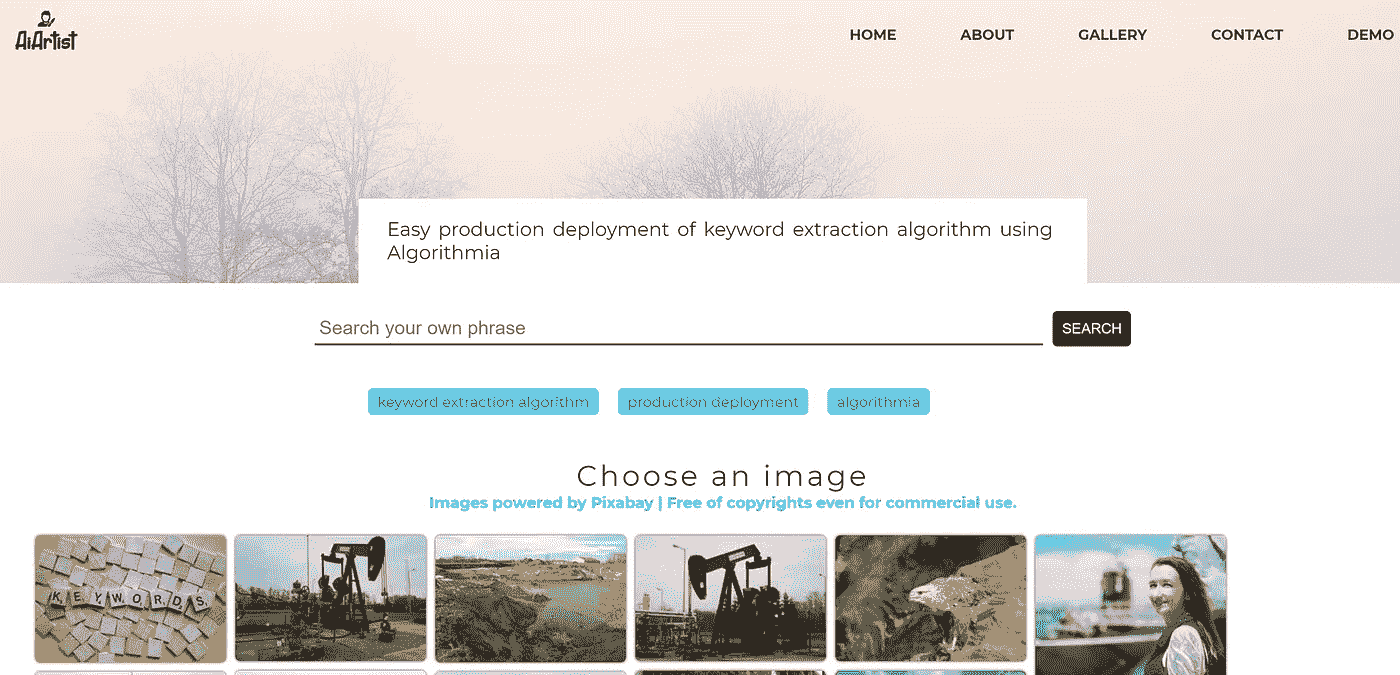 AiArtist
HOME ABOUT GALLERY CONTACT DEMO
Easy production deployment of keyword extraction algorithm using
Algorithmia
Search your own phrase SEARCH
keyword extraction algorithm production deployment algorithmia
Choose an image
Images powered by Pixabay | Free of copyrights even for commercial use.
KEYWORDS